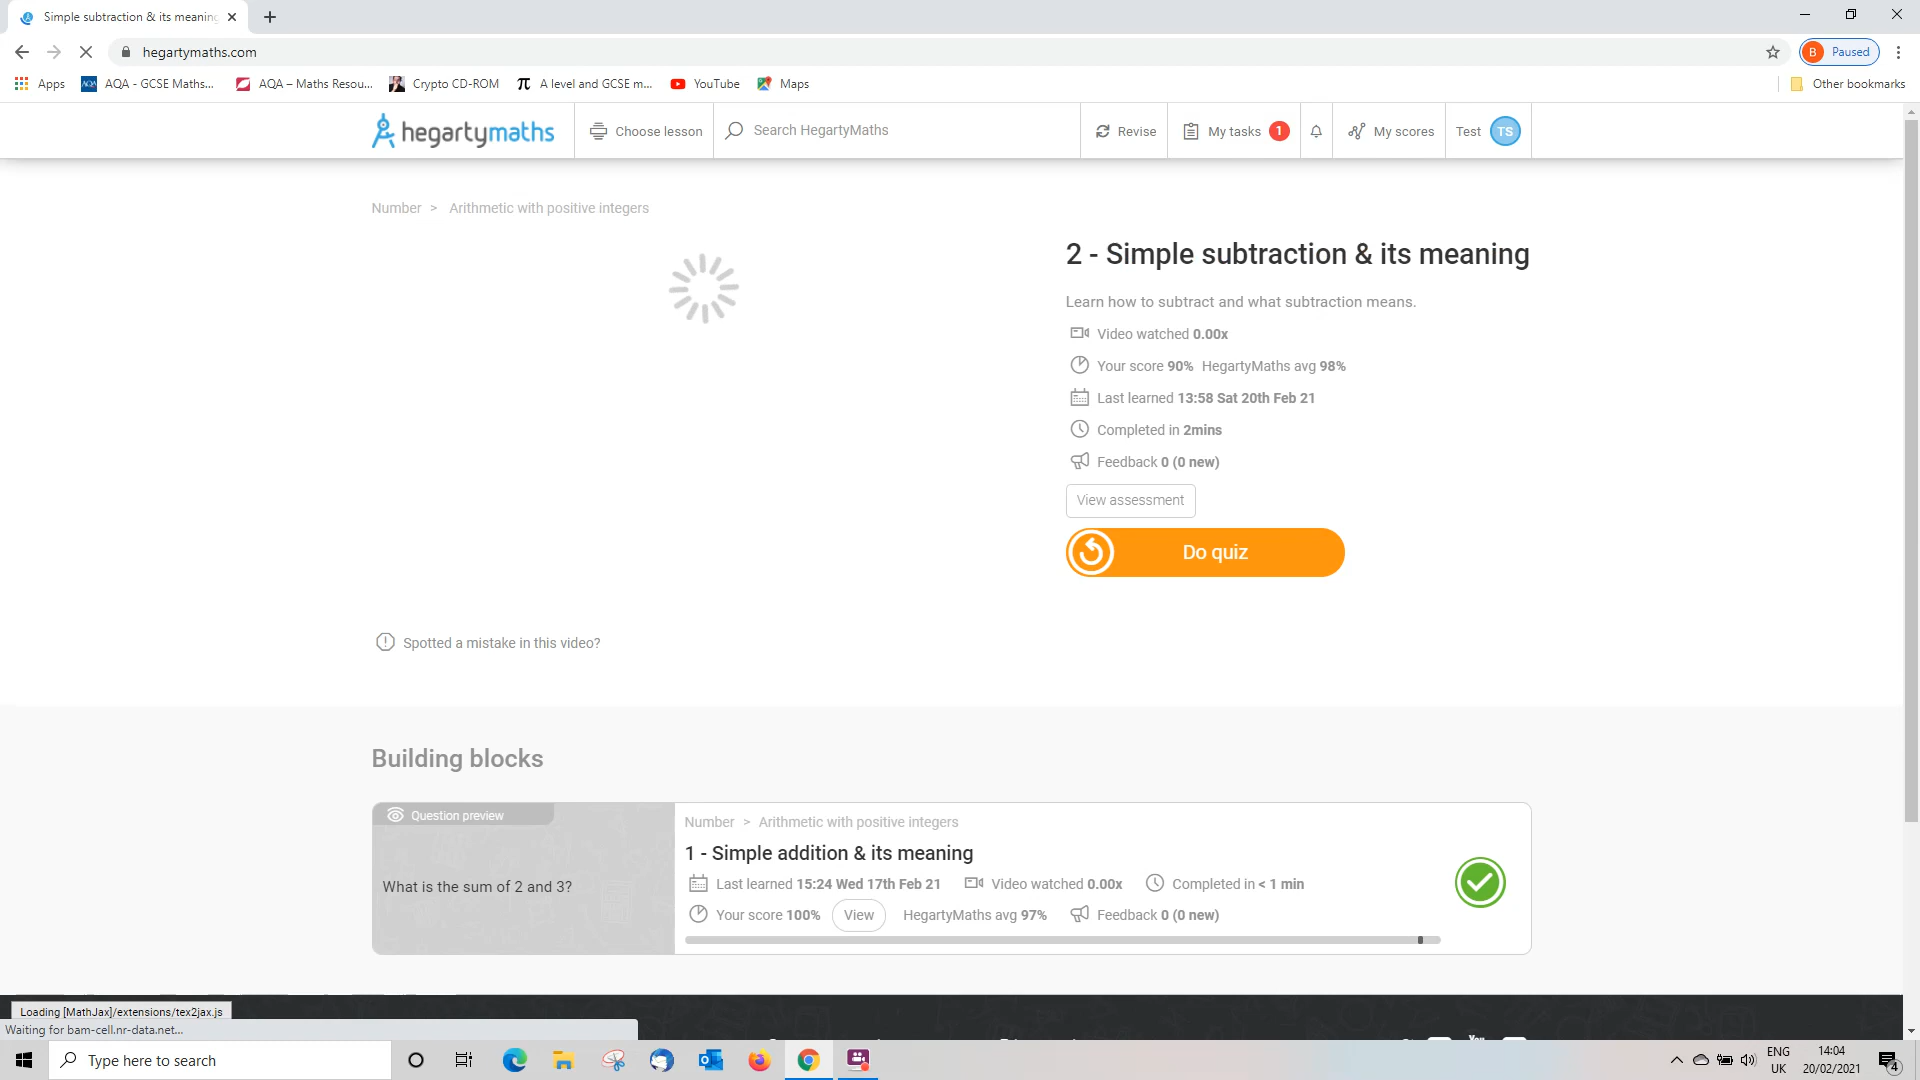 Simple subtraction & its meaning
hegartymaths.com
B Paused
Apps
AQA - GCSE Maths...
AQA – Maths Resou...
Crypto CD-ROM
A level and GCSE m...
YouTube
Maps
Other bookmarks
hegartymaths
Choose lesson
Search HegartyMaths
Revise
My tasks 1
My scores
Test TS
Number > Arithmetic with positive integers
2 - Simple subtraction & its meaning
Learn how to subtract and what subtraction means.
Video watched 0.00x
Your score 90% HegartyMaths avg 98%
Last learned 13:58 Sat 20th Feb 21
Completed in 2mins
Feedback 0 (0 new)
View assessment
Do quiz
Spotted a mistake in this video?
Building blocks
Question preview
What is the sum of 2 and 3?
Number > Arithmetic with positive integers
1 - Simple addition & its meaning
Last learned 15:24 Wed 17th Feb 21 Video watched 0.00x Completed in < 1 min
Your score 100% View HegartyMaths avg 97% Feedback 0 (0 new)
Loading [MathJax]/extensions/tex2jax.js
Waiting for bam-cell.nr-data.net...
Type here to search
ENG
UK
14:04
20/02/2021
4